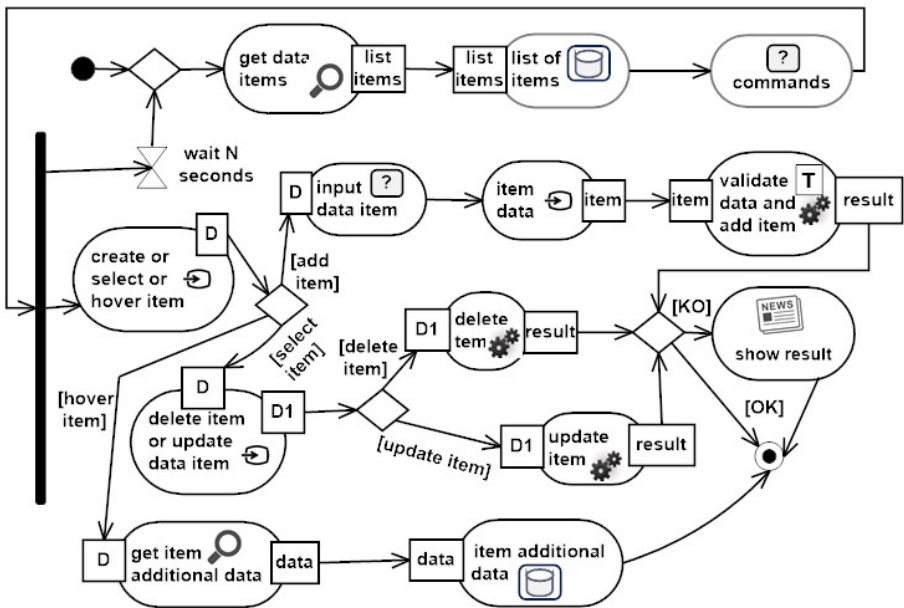 get data
items
list
items
list
items
list of
items
?
commands
wait N
seconds
D
input
data item
?
item
data
item
item
validate
data and
add item
T
result
D
create or
select or
hover item
[add
item]
[KO]
NEWS
show result
D1
delete
tem
result
[delete
item]
[select
item]
D
[hover
item]
delete item
or update
data item
D1
[update item]
D1
update
item
result
[OK]
D
get item
additional data
data
data
item additional
data